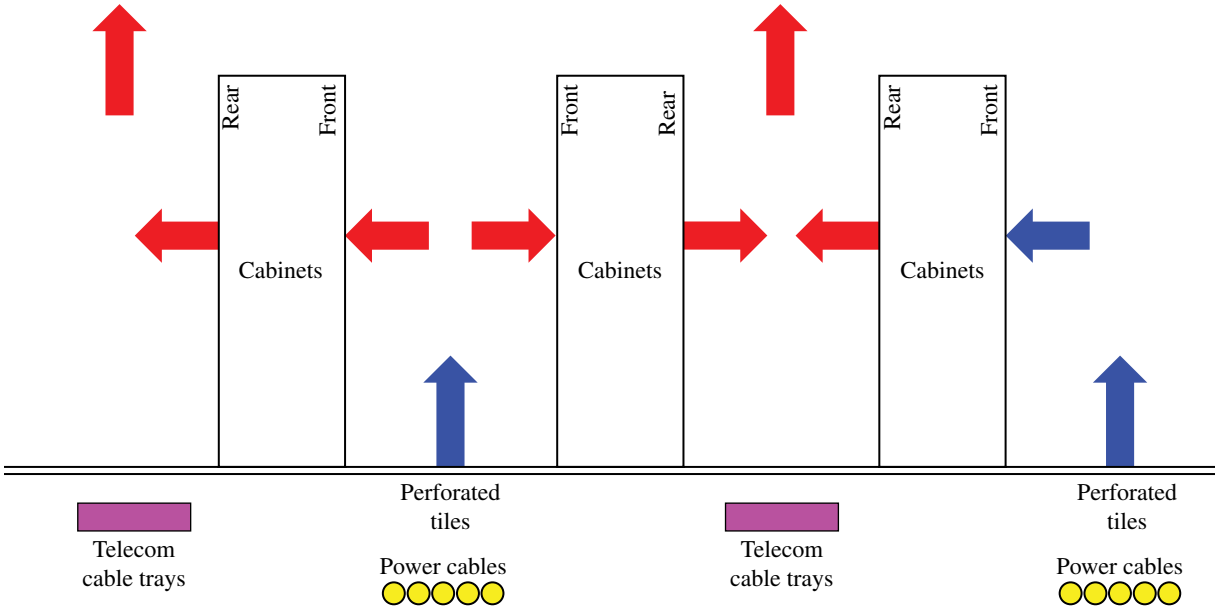 Rear
Front
Front
Rear
Rear
Front
Cabinets
Cabinets
Cabinets
Perforated
tiles
Perforated
tiles
Telecom
cable trays
Power cables
Telecom
cable trays
Power cables